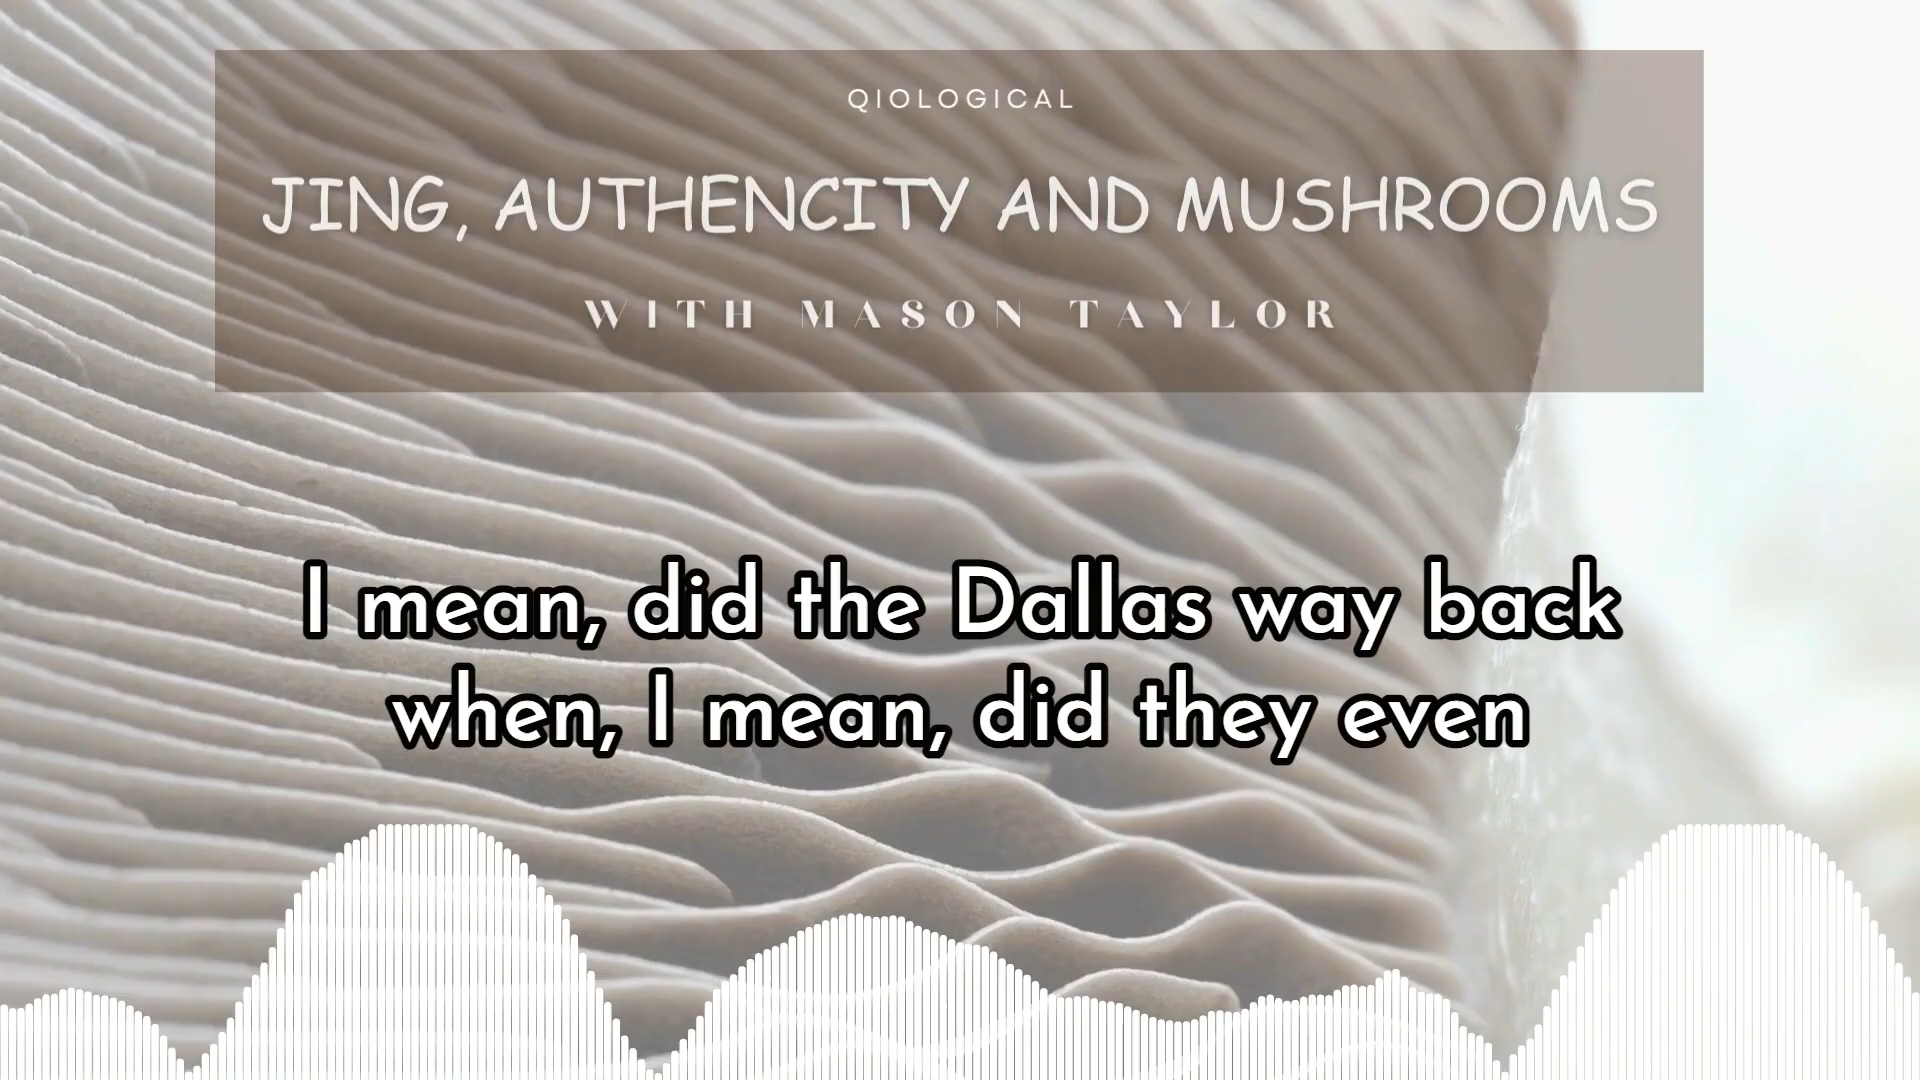 QIOLOGICAL
JING, AUTHENCITY AND MUSHROOMS
WITH MASON TAYLOR
I mean, did the Dallas way back
when, I mean, did they even